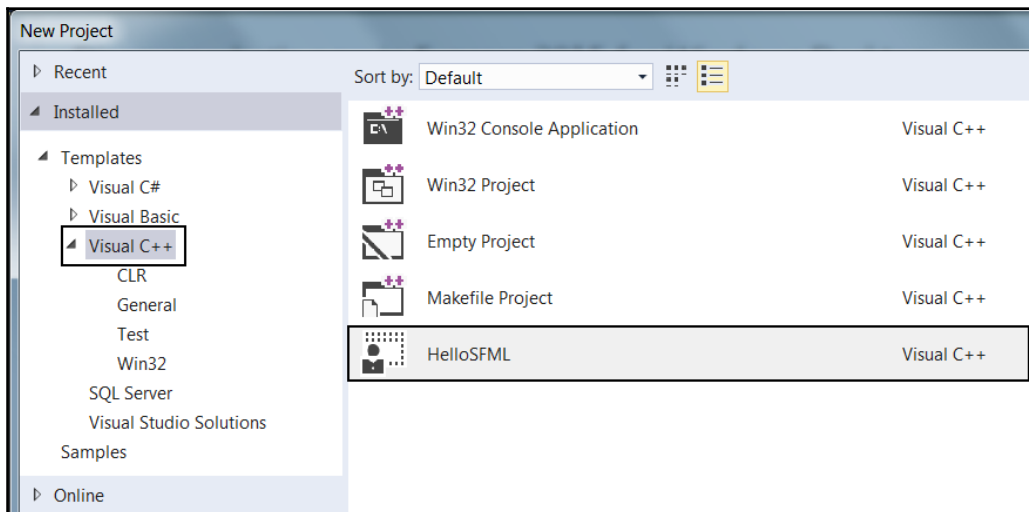 New Project
Recent
Installed
Templates
Visual C#
Visual Basic
Visual C++
CLR
General
Test
Win32
SQL Server
Visual Studio Solutions
Samples
Online
Sort by: Default
Win32 Console Application Visual C++
Win32 Project Visual C++
Empty Project Visual C++
Makefile Project Visual C++
HelloSFML Visual C++